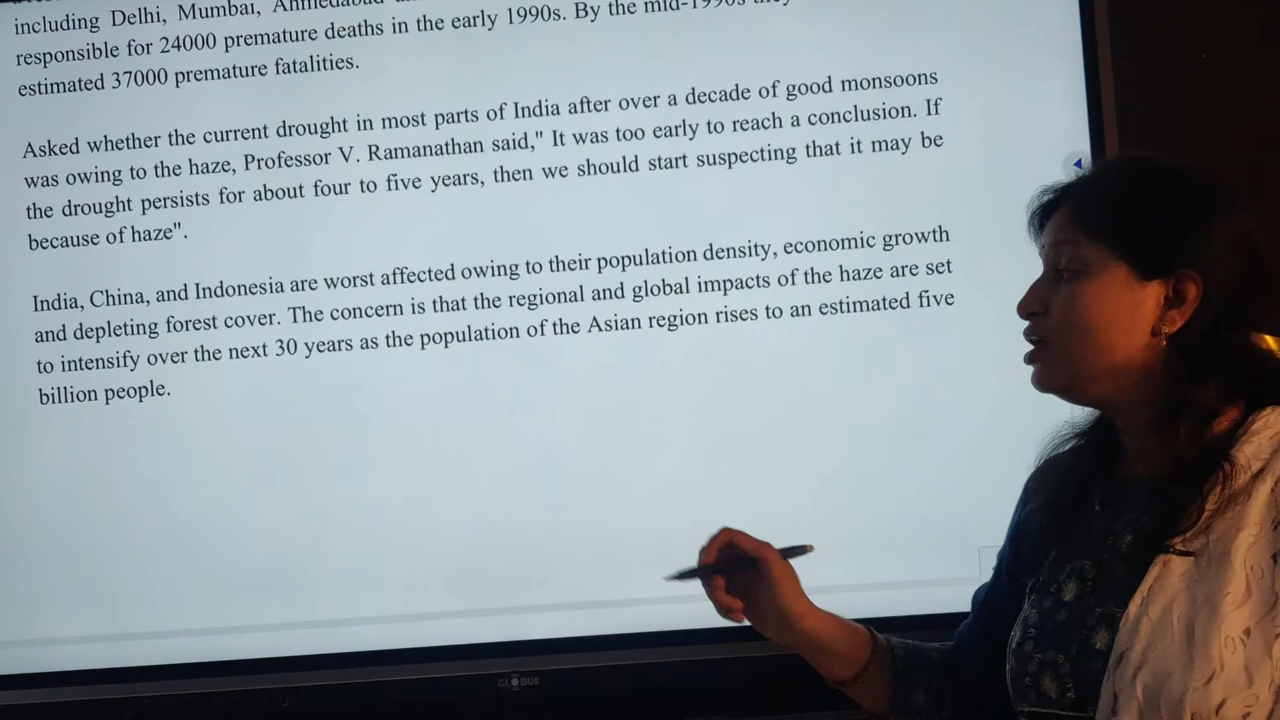 including Delhi, Mumbai, Ahmedabad
responsible for 24000 premature deaths in the early 1990s. By the mid-1990s they
estimated 37000 premature fatalities.
Asked whether the current drought in most parts of India after over a decade of good monsoons
was owing to the haze, Professor V. Ramanathan said," It was too early to reach a conclusion. If
the drought persists for about four to five years, then we should start suspecting that it may be
because of haze".
India, China, and Indonesia are worst affected owing to their population density, economic growth
and depleting forest cover. The concern is that the regional and global impacts of the haze are set
to intensify over the next 30 years as the population of the Asian region rises to an estimated five
billion people.
GLOBUS